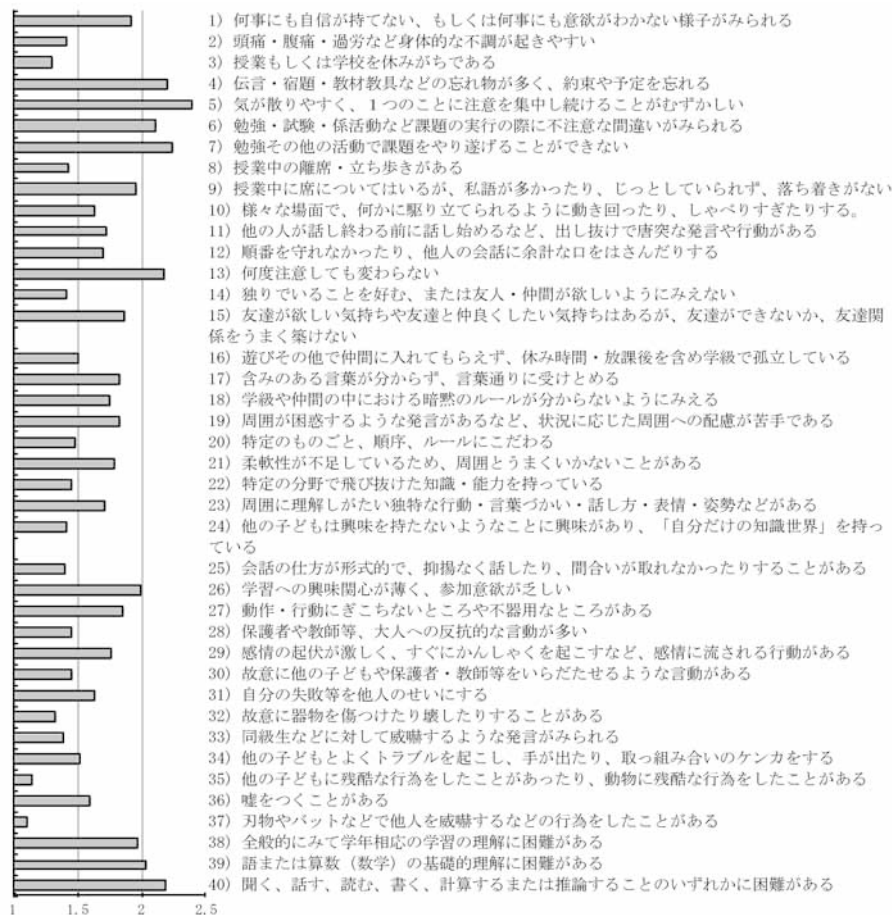 1）何事にも自信が持てない、もしくは何事にも意欲がわかない様子がみられる
2）頭痛・腹痛・過労など身体的な不調が起きやすい
3）授業もしくは学校を休みがちである
4）伝言・宿題・教材教具などの忘れ物が多く、約束や予定を忘れる
5）気が散りやすく、１つのことに注意を集中し続けることがむずかしい
6）勉強・試験・係活動など課題の実行の際に不注意な間違いがみられる
7）勉強その他の活動で課題をやり遂げることができない
8）授業中の離席・立ち歩きがある
9）授業中に席についてはいるが、私語が多かったり、じっとしていられず、落ち着きがない
10）様々な場面で、何かに駆り立てられるように動き回ったり、しゃべりすぎたりする。
11）他の人が話し終わる前に話し始めるなど、出し抜けで唐突な発言や行動がある
12）順番を守れなかったり、他人の会話に余計な口をはさんだりする
13）何度注意しても変わらない
14）独りでいることを好む、または友人・仲間が欲しいようにみえない
15）友達が欲しい気持ちや友達と仲良くしたい気持ちはあるが、友達ができないか、友達関
係をうまく築けない
16）遊びその他で仲間に入れてもらえず、休み時間・放課後を含め学級で孤立している
17）含みのある言葉が分からず、言葉通りに受けとめる
18）学級や仲間の中における暗黙のルールが分からないようにみえる
19）周囲が困惑するような発言があるなど、状況に応じた周囲への配慮が苦手である
20）特定のものごと、順序、ルールにこだわる
21）柔軟性が不足しているため、周囲とうまくいかないことがある
22）特定の分野で飛び抜けた知識・能力を持っている
23）周囲に理解しがたい独特な行動・言葉づかい・話し方・表情・姿勢などがある
24）他の子どもは興味を持たないようなことに興味があり、「自分だけの知識世界」を持っ
ている
25）会話の仕方が形式的で、抑揚なく話したり、間合いが取れなかったりすることがある
26）学習への興味関心が薄く、参加意欲が乏しい
27）動作・行動にぎこちないところや不器用なところがある
28）保護者や教師等、大人への反抗的な言動が多い
29）感情の起伏が激しく、すぐにかんしゃくを起こすなど、感情に流される行動がある
30）故意に他の子どもや保護者・教師等をいらだたせるような言動がある
31）自分の失敗等を他人のせいにする
32）故意に器物を傷つけたり壊したりすることがある
33）同級生などに対して威嚇するような発言がみられる
34）他の子どもとよくトラブルを起こし、手が出たり、取っ組み合いのケンカをする
35）他の子どもに残酷な行為をしたことがあったり、動物に残酷な行為をしたことがある
36）嘘をつくことがある
37）刃物やバットなどで他人を威嚇するなどの行為をしたことがある
38）全般的にみて学年相応の学習の理解に困難がある
39）語または算数（数学）の基礎的理解に困難がある
40）聞く、話す、読む、書く、計算するまたは推論することのいずれかに困難がある
1 1.5 2 2.5